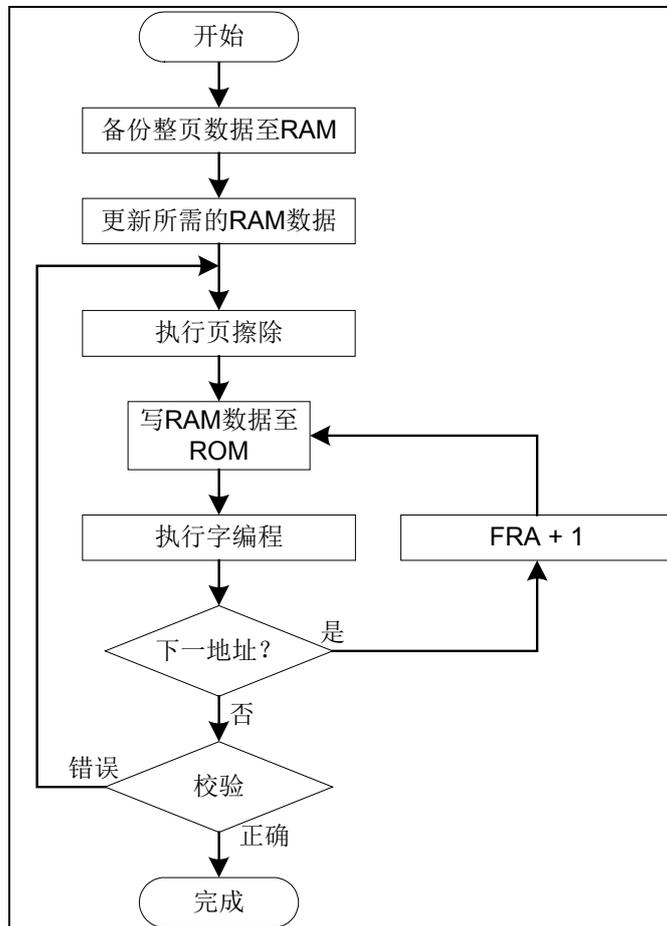 开始
备份整页数据至RAM
更新所需的RAM数据
执行页擦除
写RAM数据至
ROM
执行字编程
FRA + 1
下一地址?
是
否
错误
校验
正确
完成